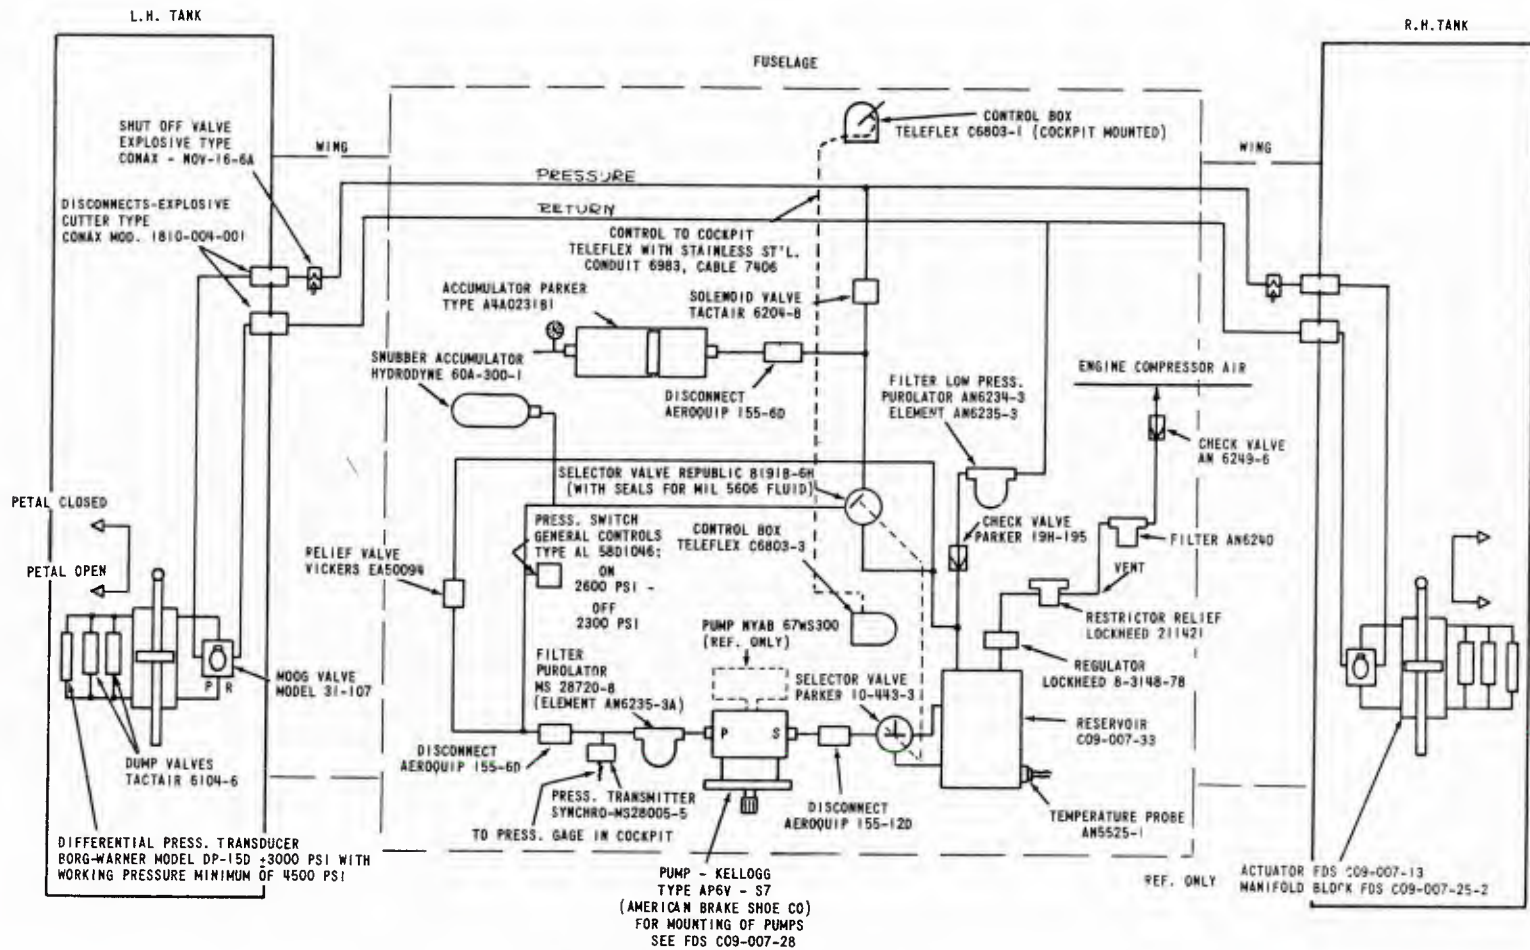 L.H. TANK
R.H.TANK
FUSELAGE
SHUT OFF VALVE
EXPLOSIVE TYPE
CONAX - NOV-16-6A
WING
CONTROL BOX
TELEFLEX C6803-1 (COCKPIT MOUNTED)
WING
PRESSURE
DISCONNECTS-EXPLOSIVE
CUTTER TYPE
CONAX MOD. 1810-004-001
RETURN
CONTROL TO COCKPIT
TELEFLEX WITH STAINLESS ST'L.
CONDUIT 6983, CABLE 7406
ACCUMULATOR PARKER
TYPE A4A0231B1
SOLENOID VALVE
TACTAIR 6204-8
SNUBBER ACCUMULATOR
HYDRODYNE 60A-300-1
DISCONNECT
AEROQUIP 155-6D
FILTER LOW PRESS.
PUROLATOR AN6234-3
ELEMENT AN6235-3
ENGINE COMPRESSOR AIR
CHECK VALVE
AN 6249-6
SELECTOR VALVE REPUBLIC 8191B-6H
(WITH SEALS FOR MIL 5606 FLUID)
PETAL CLOSED
PETAL OPEN
PRESS. SWITCH
GENERAL CONTROLS
TYPE AL 58D1046:
ON
2600 PSI -
OFF
2300 PSI
CONTROL BOX
TELEFLEX C6803-3
CHECK VALVE
PARKER 19H-195
FILTER AN6240
VENT
RELIEF VALVE
VICKERS EA50094
RESTRICTOR RELIEF
LOCKHEED 211421
PUMP NYAB 67WS300
(REF. ONLY)
FILTER
PUROLATOR
MS 28720-8
(ELEMENT AN6235-3A)
REGULATOR
LOCKHEED 8-3148-78
SELECTOR VALVE
PARKER 10-443-3
P R
MOOG VALVE
MODEL 31-107
P S
RESERVOIR
C09-007-33
DUMP VALVES
TACTAIR 6104-6
DISCONNECT
AEROQUIP 155-6D
PRESS. TRANSMITTER
SYNCHRO-MS28005-5
TO PRESS. GAGE IN COCKPIT
DISCONNECT
AEROQUIP 155-12D
TEMPERATURE PROBE
AN5525-1
DIFFERENTIAL PRESS. TRANSDUCER
BORG-WARNER MODEL DP-15D ±3000 PSI WITH
WORKING PRESSURE MINIMUM OF 4500 PSI
PUMP - KELLOGG
TYPE AP6V - S7
(AMERICAN BRAKE SHOE CO)
FOR MOUNTING OF PUMPS
SEE FDS C09-007-28
REF. ONLY
ACTUATOR FDS C09-007-13
MANIFOLD BLOCK FDS C09-007-25-2